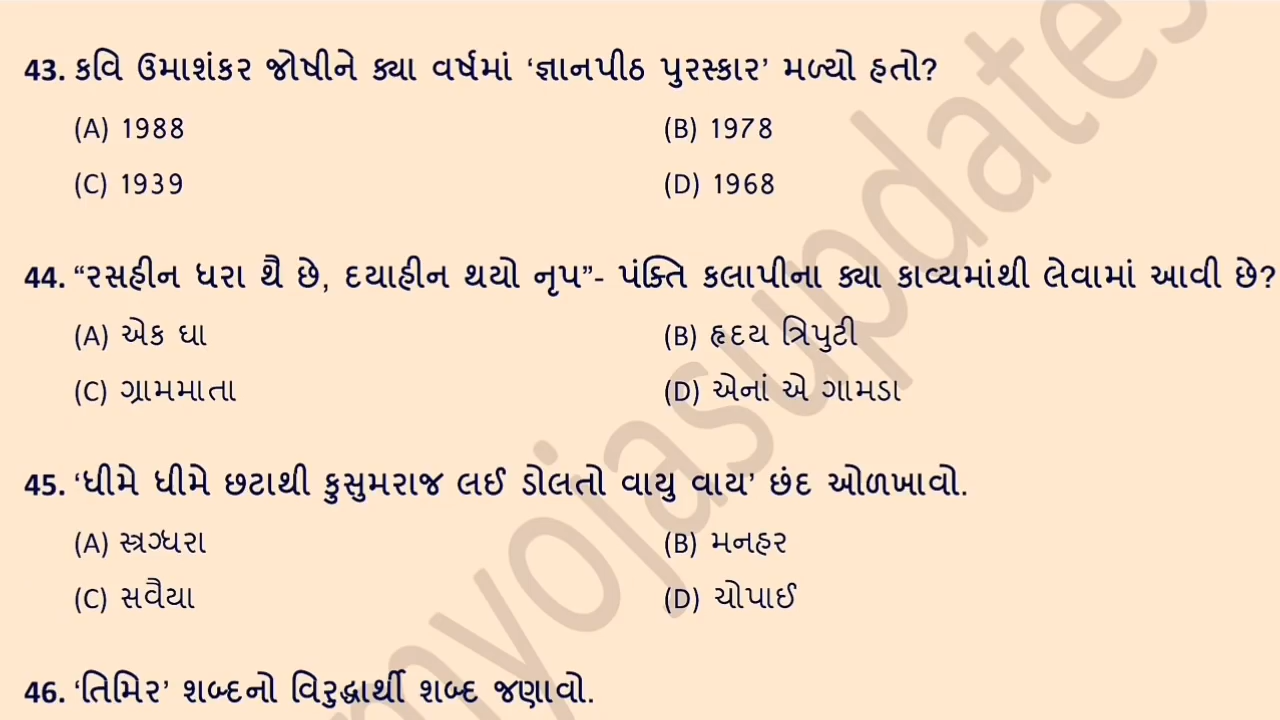 43. કવિ ઉમાશંકર જોષીને ક્યા વર્ષમાં ‘જ્ઞાનપીઠ પુરસ્કાર’ મળ્યો હતો?
(A) 1988 (B) 1978
(C) 1939 (D) 1968
44. “રસહીન ધરા થૈ છે, દયાહીન થયો નૃપ”- પંક્તિ કલાપીના ક્યા કાવ્યમાંથી લેવામાં આવી છે?
(A) એક ઘા (B) હૃદય ત્રિપુટી
(C) ગ્રામમાતા (D) એનાં એ ગામડા
45. ‘ધીમે ધીમે છટાથી કુસુમરાજ લઈ ડોલતો વાયુ વાય’ છંદ ઓળખાવો.
(A) સ્ત્રગ્ધરા (B) મનહર
(C) સવૈયા (D) ચોપાઈ
46. ‘તિમિર’ શબ્દનો વિરુદ્ધાર્થી શબ્દ જણાવો.
myojasupdates